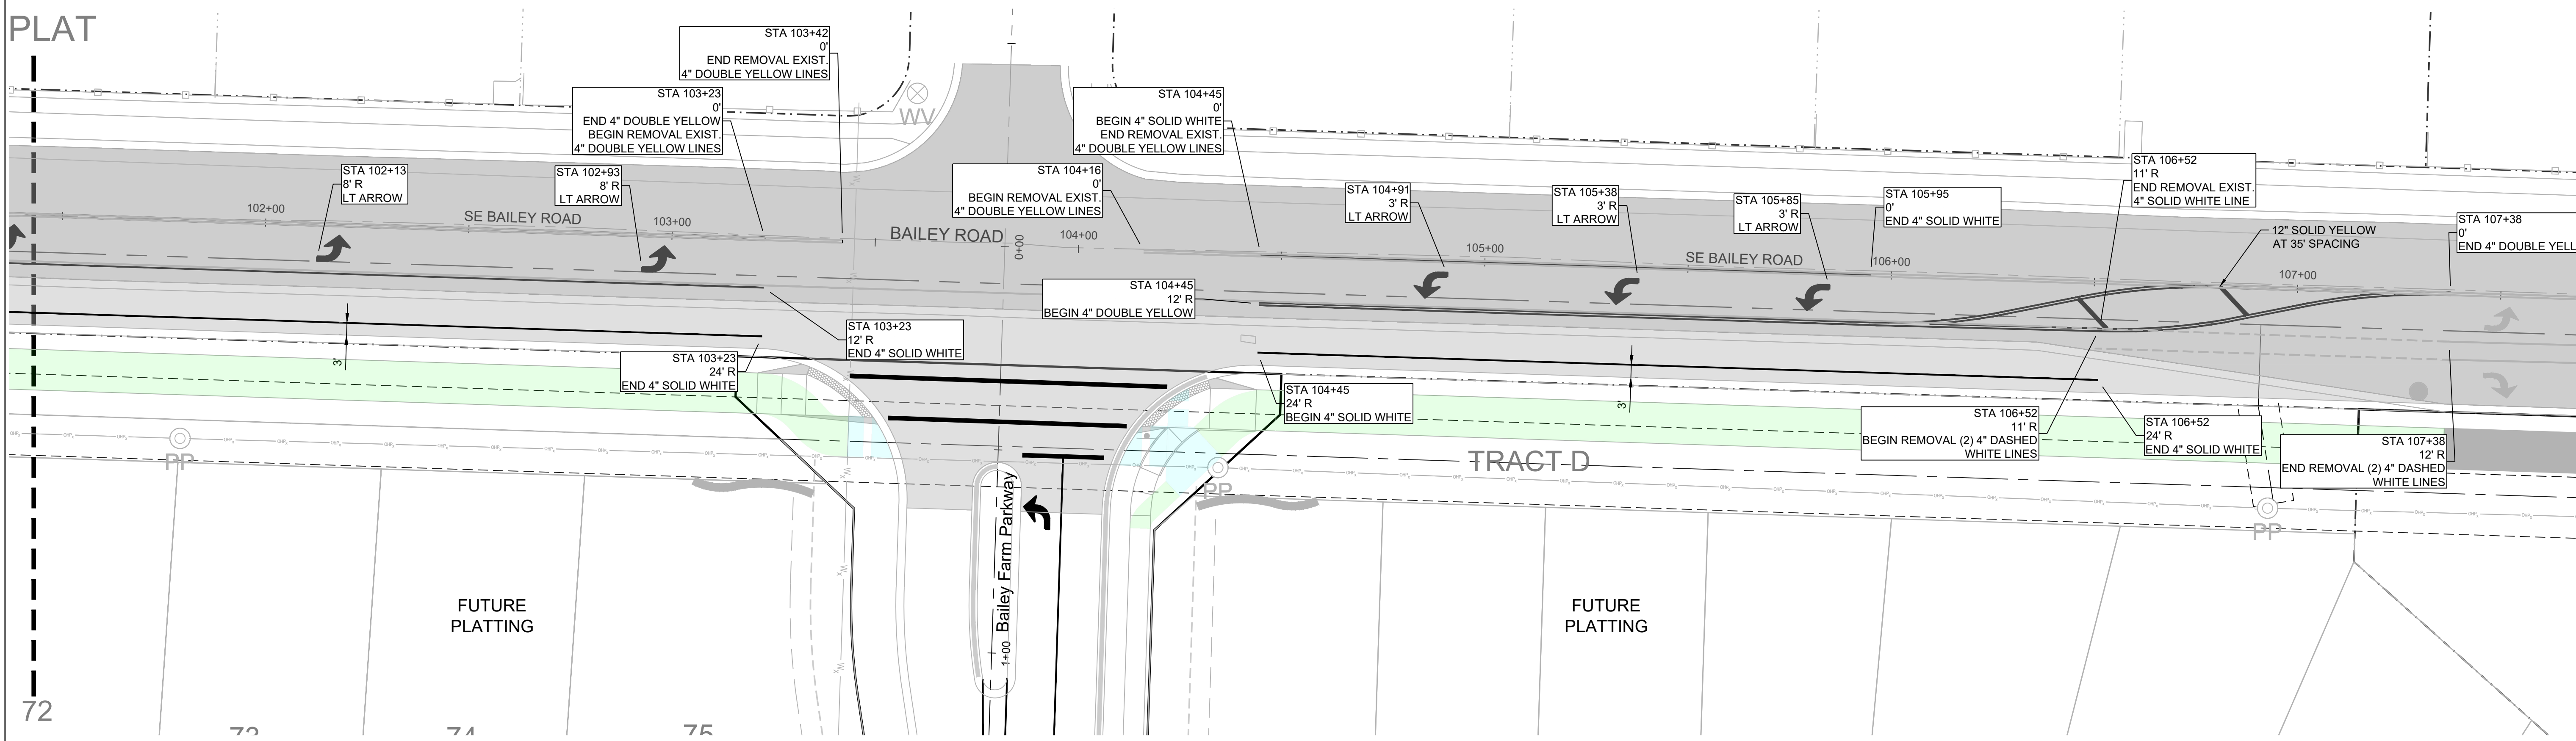 PLAT
STA 103+42
0'
END REMOVAL EXIST.
4" DOUBLE YELLOW LINES
STA 103+23
0'
END 4" DOUBLE YELLOW
BEGIN REMOVAL EXIST.
4" DOUBLE YELLOW LINES
WV
STA 104+45
0'
BEGIN 4" SOLID WHITE
END REMOVAL EXIST.
4" DOUBLE YELLOW LINES
STA 102+13
8' R
LT ARROW
STA 102+93
8' R
LT ARROW
STA 104+16
0'
BEGIN REMOVAL EXIST.
4" DOUBLE YELLOW LINES
STA 104+91
3' R
LT ARROW
STA 105+38
3' R
LT ARROW
STA 105+85
3' R
LT ARROW
STA 105+95
0'
END 4" SOLID WHITE
STA 106+52
11' R
END REMOVAL EXIST.
4" SOLID WHITE LINE
STA 107+38
0'
END 4" DOUBLE YELL
12" SOLID YELLOW
AT 35' SPACING
102+00
SE BAILEY ROAD
103+00
BAILEY ROAD
0+00
104+00
105+00
SE BAILEY ROAD
106+00
107+00
STA 104+45
12' R
BEGIN 4" DOUBLE YELLOW
STA 103+23
12' R
END 4" SOLID WHITE
3'
STA 103+23
24' R
END 4" SOLID WHITE
STA 104+45
24' R
BEGIN 4" SOLID WHITE
3'
STA 106+52
11' R
BEGIN REMOVAL (2) 4" DASHED
WHITE LINES
STA 106+52
24' R
END 4" SOLID WHITE
STA 107+38
12' R
END REMOVAL (2) 4" DASHED
WHITE LINES
PP
TRACT D
PP
PP
Bailey Farm Parkway
1+00
FUTURE
PLATTING
FUTURE
PLATTING
72
73
74
75